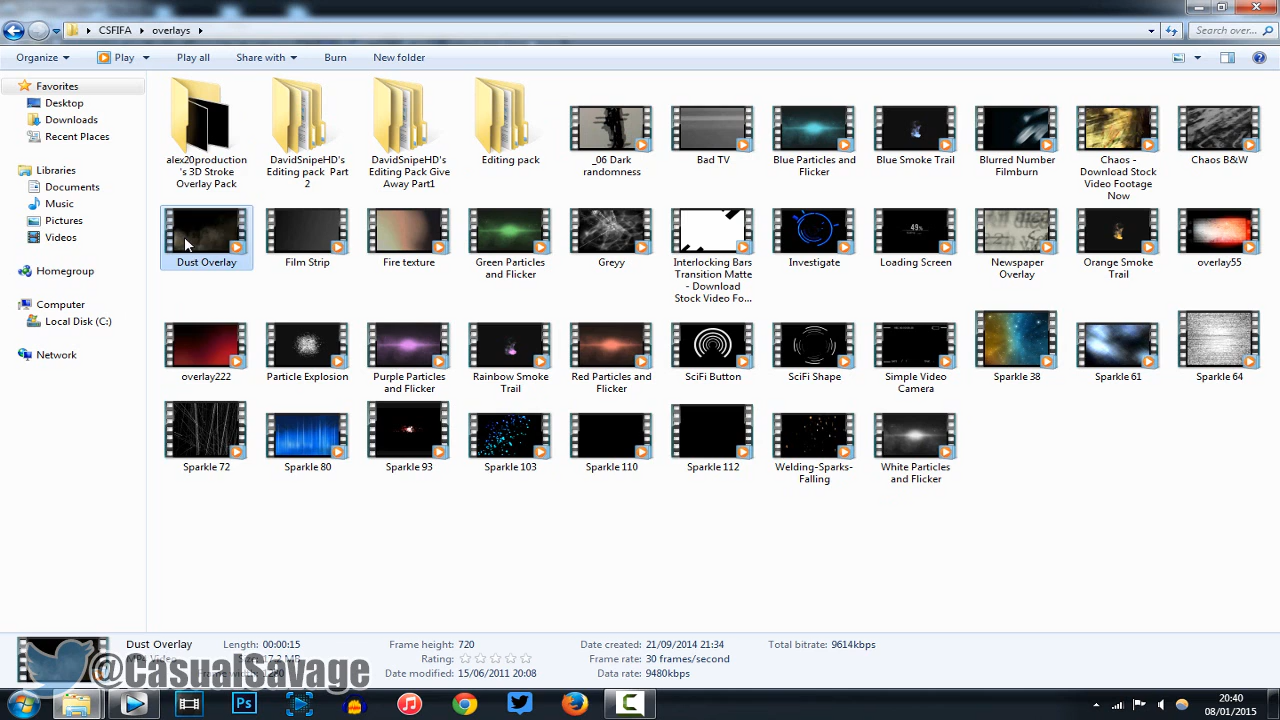 CSFIFA
overlays
Search over...
Organize
Play
Play all
Share with
Burn
New folder
Favorites
Desktop
Downloads
Recent Places
Libraries
Documents
Music
Pictures
Videos
Homegroup
Computer
Local Disk (C:)
Network
alex20production
's 3D Stroke
Overlay Pack
DavidSnipeHD's
Editing pack Part
2
DavidSnipeHD's
Editing Pack Give
Away Part1
Editing pack
_06 Dark
randomness
Bad TV
Blue Particles and
Flicker
Blue Smoke Trail
Blurred Number
Filmburn
Chaos -
Download Stock
Video Footage
Now
Chaos B&W
Dust Overlay
Film Strip
Fire texture
Green Particles
and Flicker
Greyy
Interlocking Bars
Transition Matte
- Download
Stock Video Fo...
Investigate
49%
Loading Screen
Newspaper
Overlay
Orange Smoke
Trail
overlay55
overlay222
Particle Explosion
Purple Particles
and Flicker
Rainbow Smoke
Trail
Red Particles and
Flicker
SciFi Button
SciFi Shape
Simple Video
Camera
Sparkle 38
Sparkle 61
Sparkle 64
Sparkle 72
Sparkle 80
Sparkle 93
Sparkle 103
Sparkle 110
Sparkle 112
Welding-Sparks-
Falling
White Particles
and Flicker
Dust Overlay
Length: 00:00:15
Frame height: 720
Date created: 21/09/2014 21:34
Total bitrate: 9614kbps
Video
17.2 MB
Rating:
Frame rate: 30 frames/second
Date modified: 15/06/2011 20:08
Data rate: 9480kbps
@CasualSavage
Ps
20:40
08/01/2015